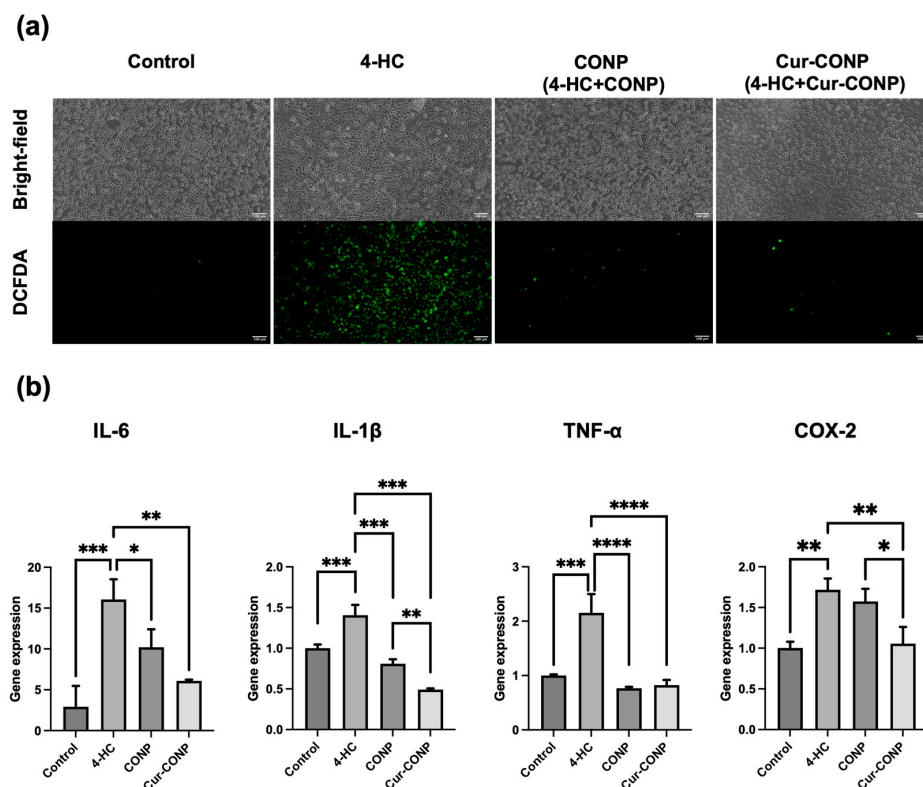 (a)
Control 4-HC CONP Cur-CONP
(4-HC+CONP) (4-HC+Cur-CONP)
Bright-field
DCFDA
(b)
IL-6 IL-1β TNF-α COX-2
Gene expression
20
15
10
5
0
*** * **
Control 4-HC CONP Cur-CONP
Gene expression
2.0
1.5
1.0
0.5
0.0
*** *** *** **
Control 4-HC CONP Cur-CONP
Gene expression
3
2
1
0
*** **** ****
Control 4-HC CONP Cur-CONP
Gene expression
2.0
1.5
1.0
0.5
0.0
** ** *
Control 4-HC CONP Cur-CONP